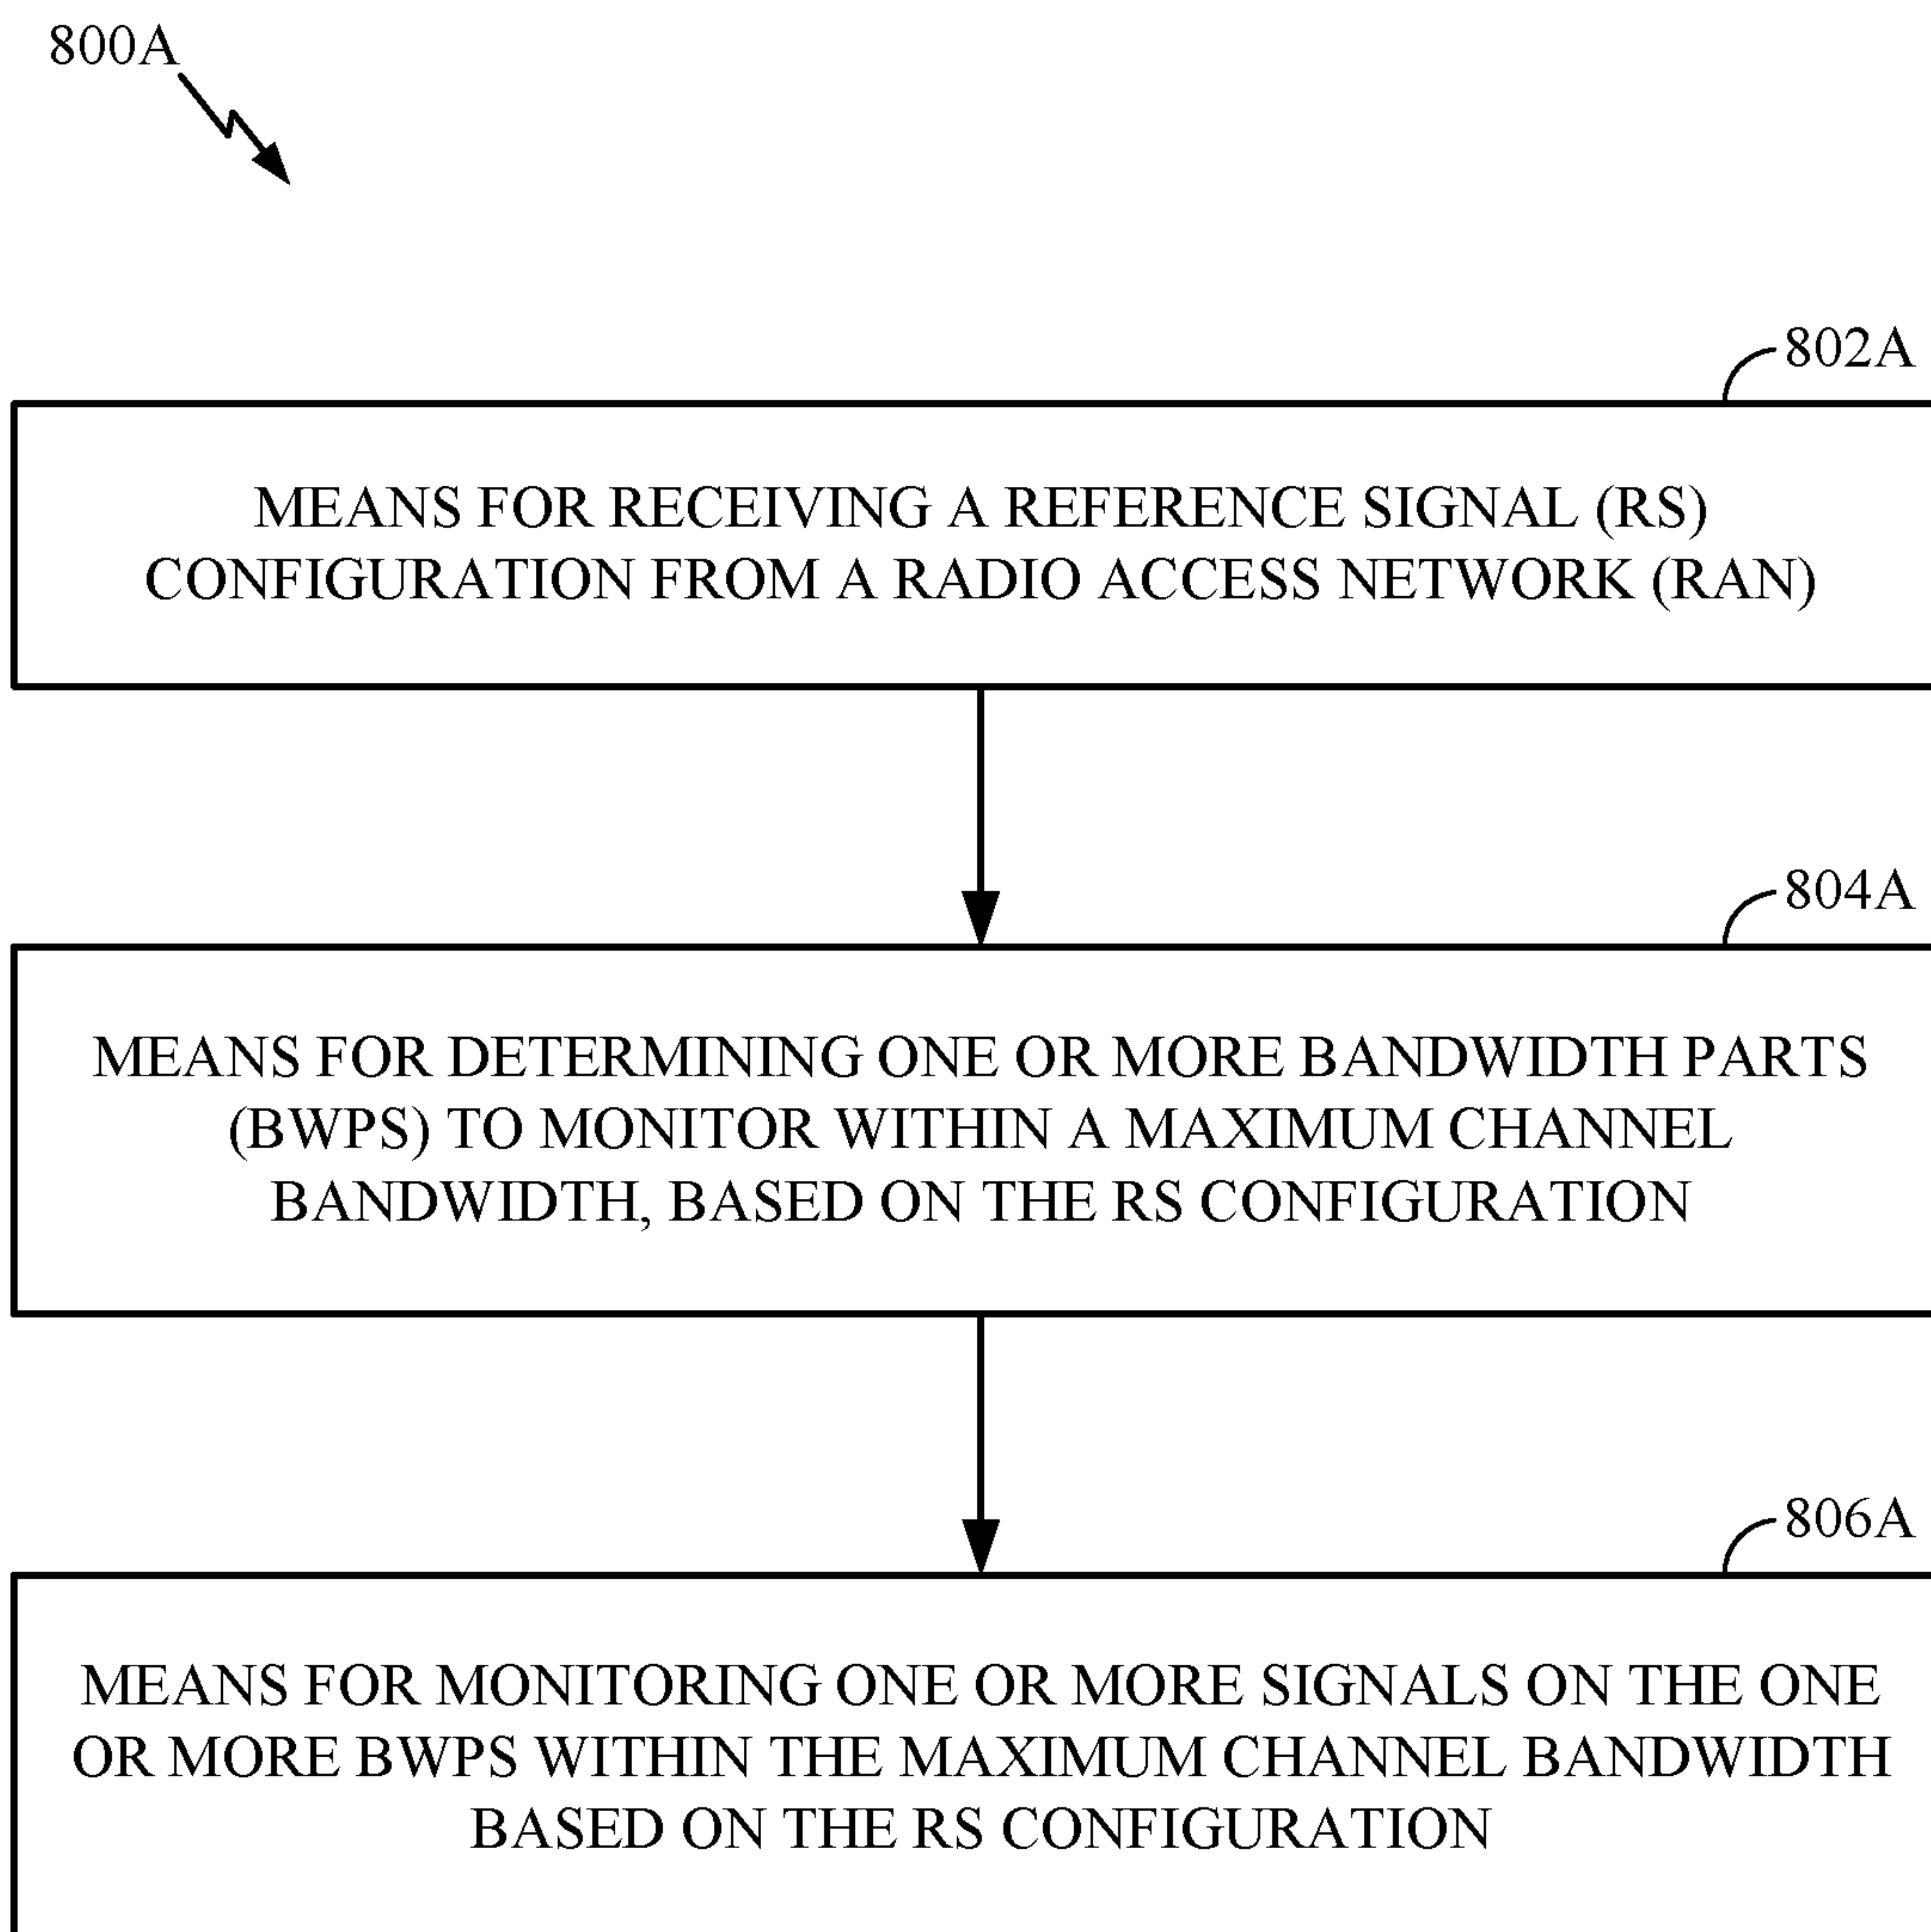 800A
802A
MEANS FOR RECEIVING A REFERENCE SIGNAL (RS)
CONFIGURATION FROM A RADIO ACCESS NETWORK (RAN)
804A
MEANS FOR DETERMINING ONE OR MORE BANDWIDTH PARTS
(BWPS) TO MONITOR WITHIN A MAXIMUM CHANNEL
BANDWIDTH, BASED ON THE RS CONFIGURATION
806A
MEANS FOR MONITORING ONE OR MORE SIGNALS ON THE ONE
OR MORE BWPS WITHIN THE MAXIMUM CHANNEL BANDWIDTH
BASED ON THE RS CONFIGURATION